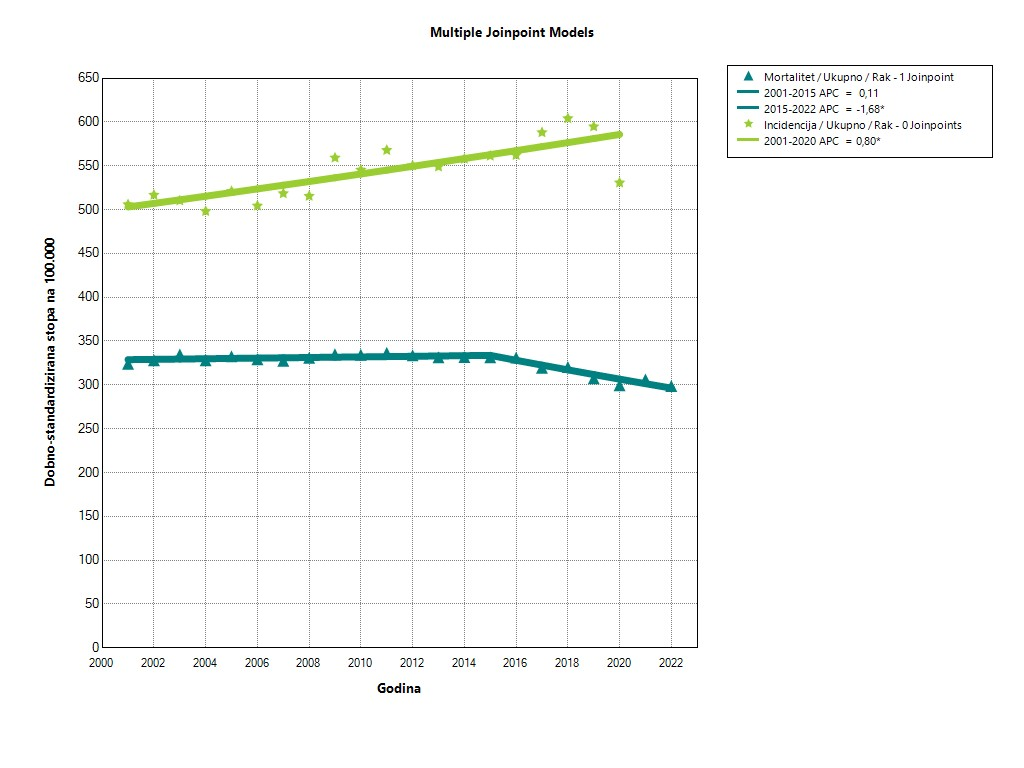 Multiple Joinpoint Models
Mortalitet / Ukupno / Rak - 1 Joinpoint
2001-2015 APC = 0,11
2015-2022 APC = -1,68*
Incidencija / Ukupno / Rak - 0 Joinpoints
2001-2020 APC = 0,80*
Dobno-standardizirana stopa na 100.000
650
600
550
500
450
400
350
300
250
200
150
100
50
0
2000 2002 2004 2006 2008 2010 2012 2014 2016 2018 2020 2022
Godina